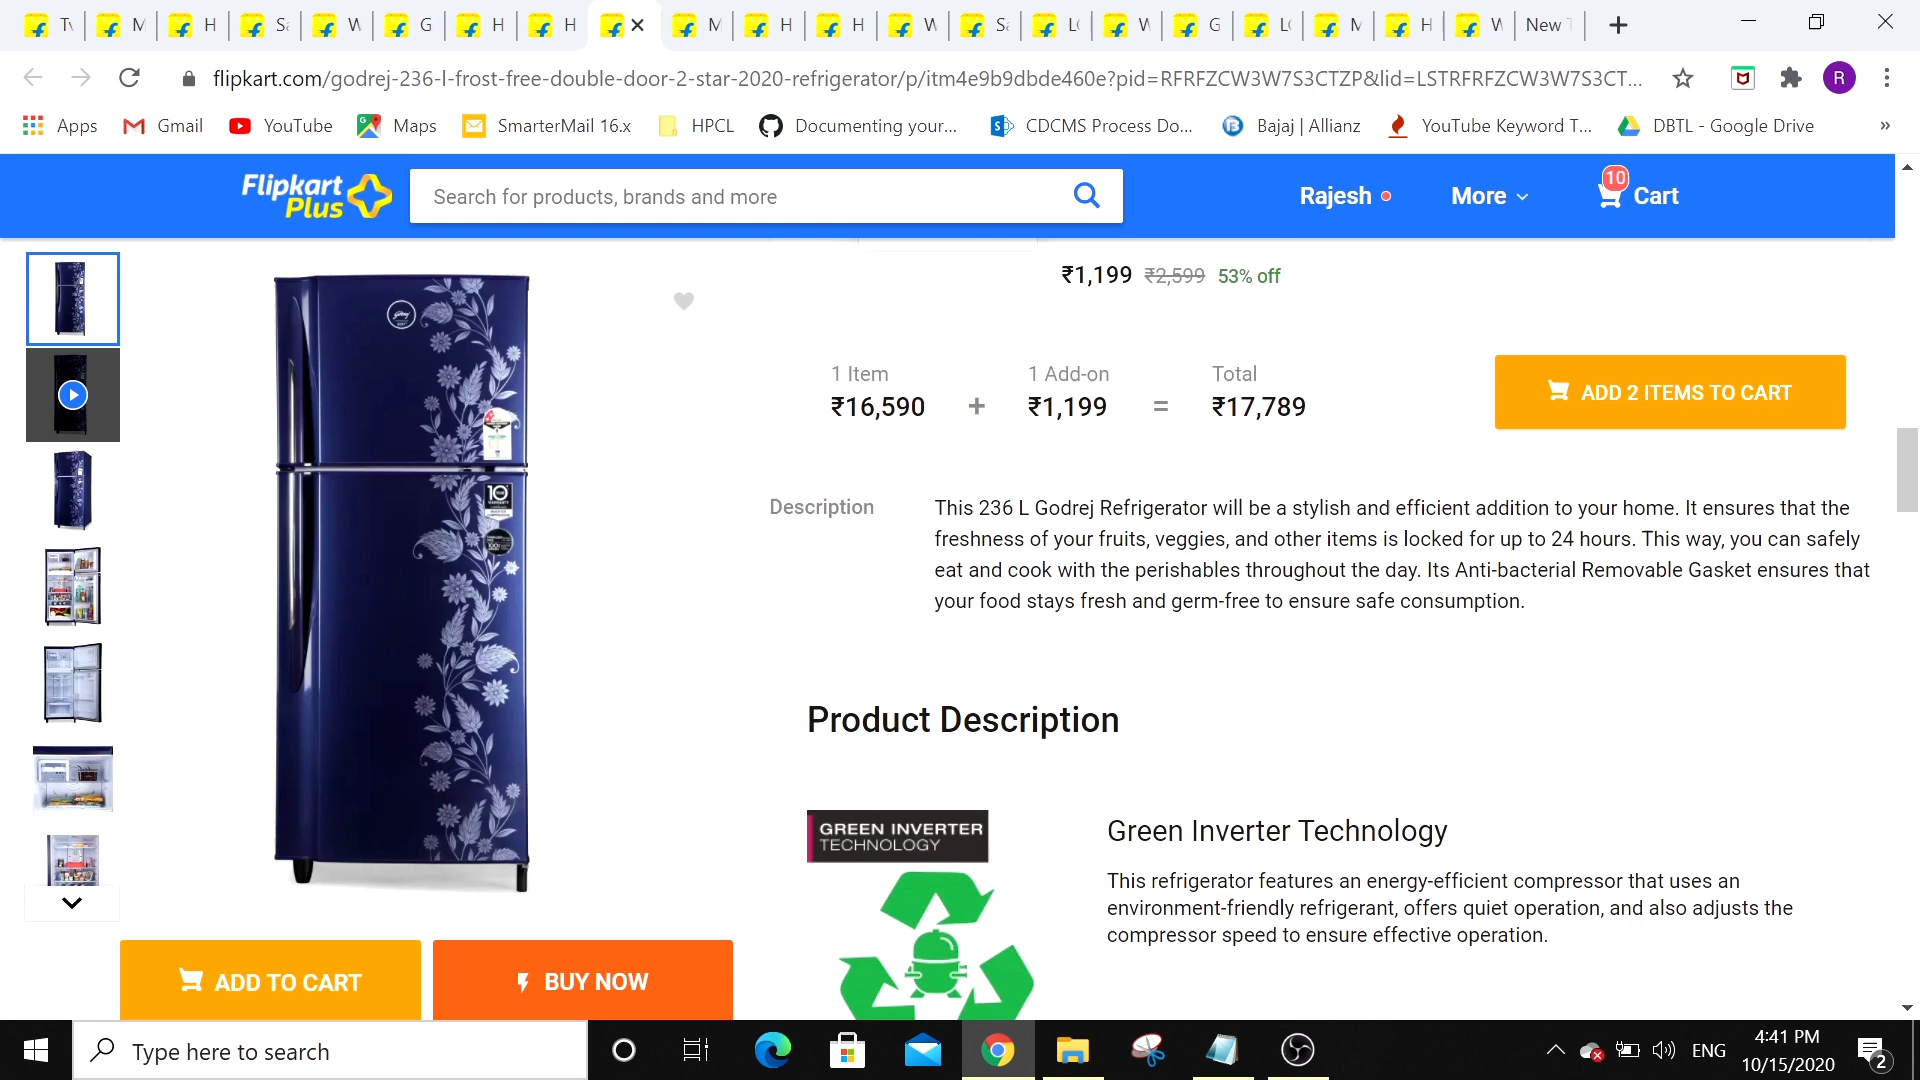 New
flipkart.com/godrej-236-l-frost-free-double-door-2-star-2020-refrigerator/p/itm4e9b9dbde460e?pid=RFRFZCW3W7S3CTZP&lid=LSTRFRFZCW3W7S3CT...
R
Apps Gmail YouTube Maps SmarterMail 16.x HPCL Documenting your... CDCMS Process Do... Bajaj | Allianz YouTube Keyword T... DBTL - Google Drive »
Flipkart
Plus
Search for products, brands and more
Rajesh More 10 Cart
₹1,199 ₹2,599 53% off
1 Item 1 Add-on Total
₹16,590 + ₹1,199 = ₹17,789
ADD 2 ITEMS TO CART
Description This 236 L Godrej Refrigerator will be a stylish and efficient addition to your home. It ensures that the
freshness of your fruits, veggies, and other items is locked for up to 24 hours. This way, you can safely
eat and cook with the perishables throughout the day. Its Anti-bacterial Removable Gasket ensures that
your food stays fresh and germ-free to ensure safe consumption.
Product Description
GREEN INVERTER
TECHNOLOGY
Green Inverter Technology
This refrigerator features an energy-efficient compressor that uses an
environment-friendly refrigerant, offers quiet operation, and also adjusts the
compressor speed to ensure effective operation.
ADD TO CART BUY NOW
Type here to search
ENG
4:41 PM
10/15/2020
2